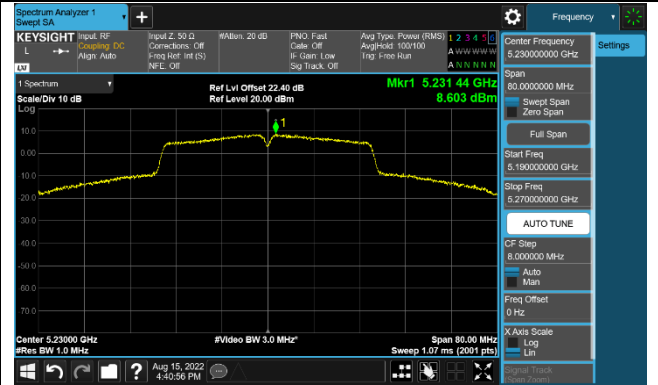 Spectrum Analyzer 1
Swept SA
+
Frequency
KEYSIGHT
Input: RF
Coupling: DC
Align: Auto
LXI
Input Z: 50 Ω
Corrections: Off
Freq Ref: Int (S)
NFE: Off
#Atten: 20 dB
PNO: Fast
Gate: Off
IF Gain: Low
Sig Track: Off
Avg Type: Power (RMS)
Avg|Hold: 100/100
Trig: Free Run
1 2 3 4 5 6
A W W W W W
A N N N N N
1 Spectrum
Scale/Div 10 dB
Log
Ref Lvl Offset 22.40 dB
Ref Level 20.00 dBm
Mkr1 5.231 44 GHz
8.603 dBm
1
10.0
0.00
-10.0
-20.0
-30.0
-40.0
-50.0
-60.0
-70.0
Center 5.23000 GHz
#Res BW 1.0 MHz
#Video BW 3.0 MHz*
Span 80.00 MHz
Sweep 1.07 ms (2001 pts)
Aug 15, 2022
4:40:56 PM
?
Center Frequency
5.230000000 GHz
Settings
Span
80.0000000 MHz
Swept Span
Zero Span
Full Span
Start Freq
5.190000000 GHz
Stop Freq
5.270000000 GHz
AUTO TUNE
CF Step
8.000000 MHz
Auto
Man
Freq Offset
0 Hz
X Axis Scale
Log
Lin
Signal Track
(Span Zoom)